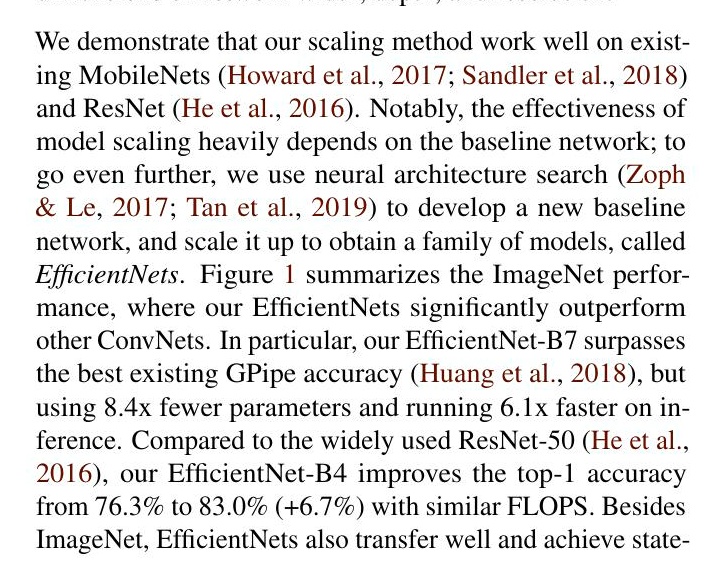 We demonstrate that our scaling method work well on exist-
ing MobileNets (Howard et al., 2017; Sandler et al., 2018)
and ResNet (He et al., 2016). Notably, the effectiveness of
model scaling heavily depends on the baseline network; to
go even further, we use neural architecture search (Zoph
& Le, 2017; Tan et al., 2019) to develop a new baseline
network, and scale it up to obtain a family of models, called
EfficientNets. Figure 1 summarizes the ImageNet perfor-
mance, where our EfficientNets significantly outperform
other ConvNets. In particular, our EfficientNet-B7 surpasses
the best existing GPipe accuracy (Huang et al., 2018), but
using 8.4x fewer parameters and running 6.1x faster on in-
ference. Compared to the widely used ResNet-50 (He et al.,
2016), our EfficientNet-B4 improves the top-1 accuracy
from 76.3% to 83.0% (+6.7%) with similar FLOPS. Besides
ImageNet, EfficientNets also transfer well and achieve state-